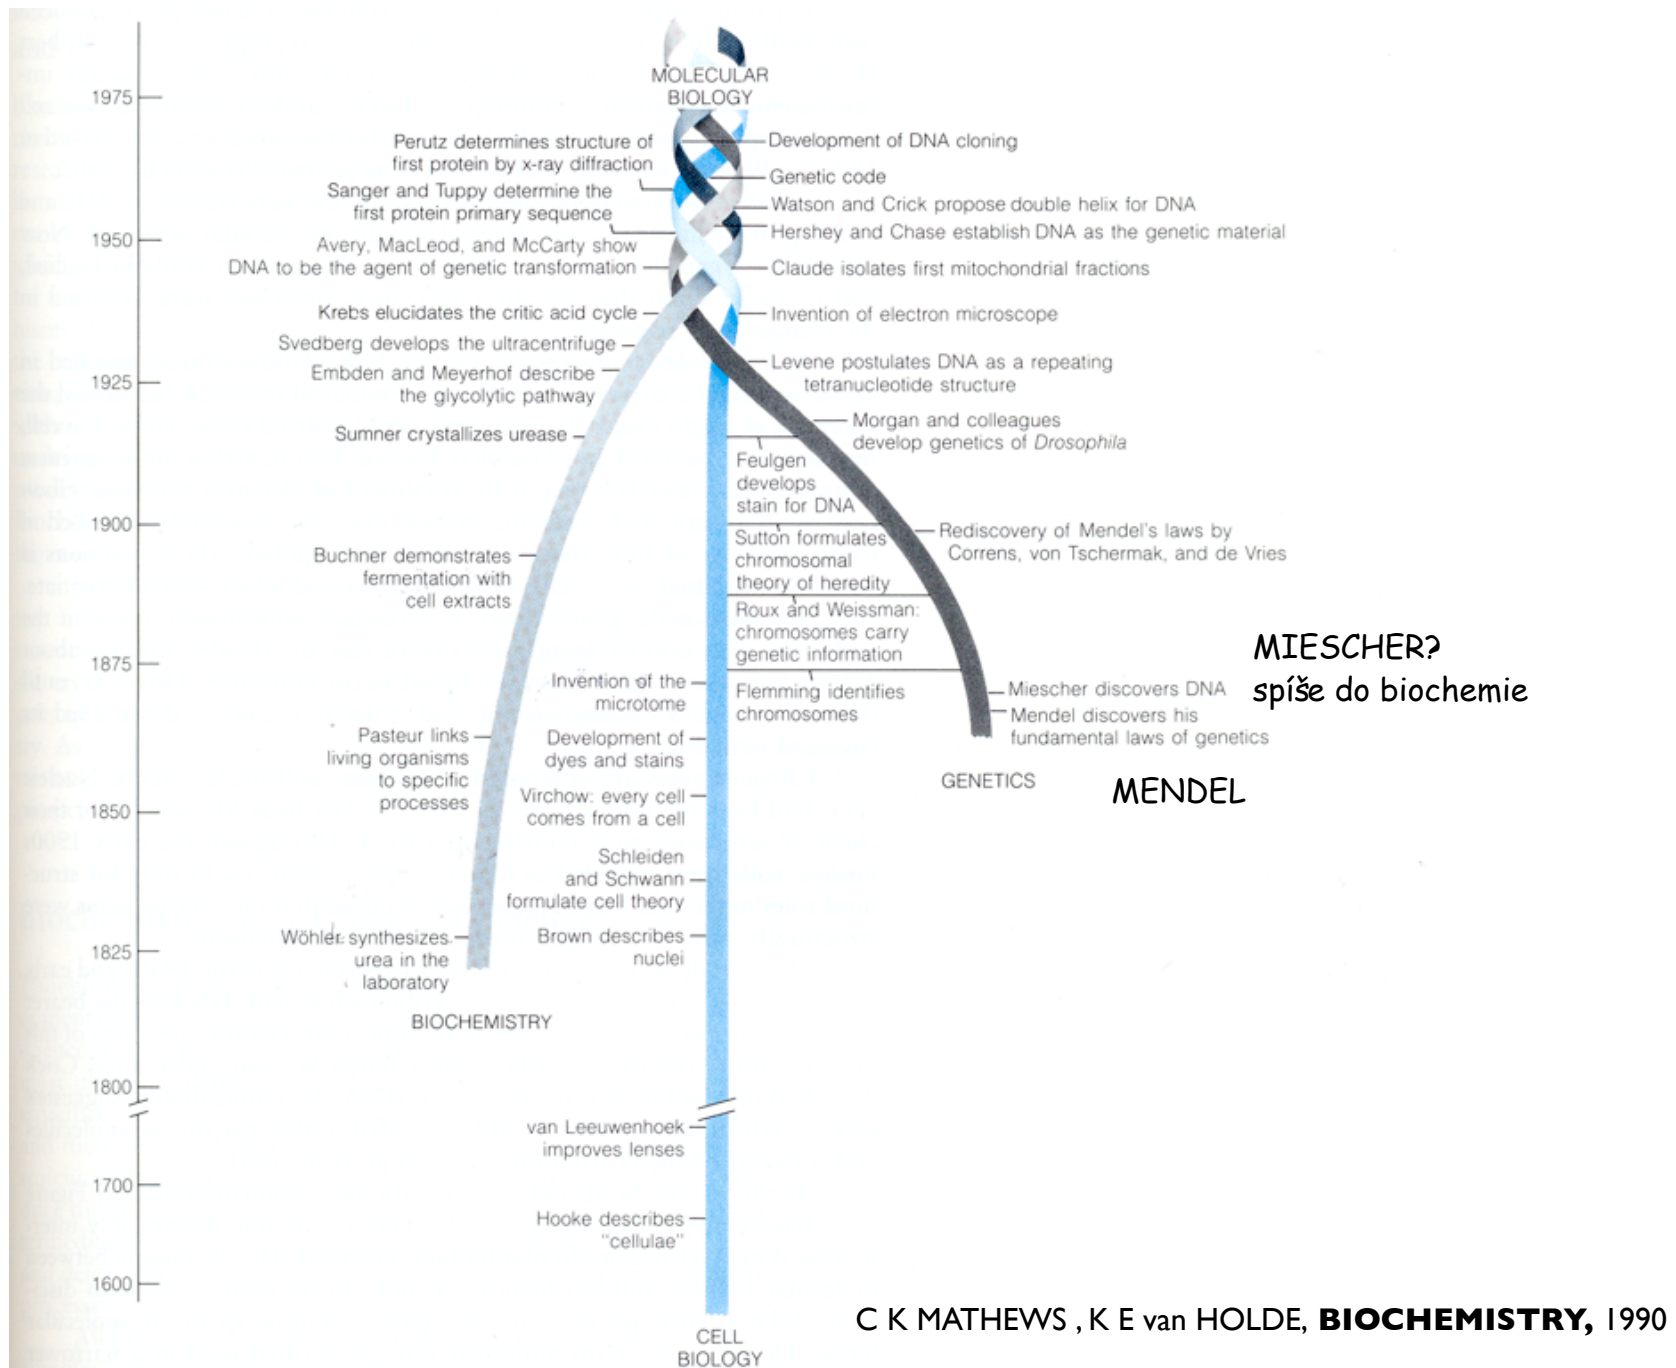 MOLECULAR
BIOLOGY
1975
Perutz determines structure of
first protein by x-ray diffraction
Development of DNA cloning
Genetic code
Sanger and Tuppy determine the
first protein primary sequence
Watson and Crick propose double helix for DNA
Hershey and Chase establish DNA as the genetic material
1950
Avery, MacLeod, and McCarty show
DNA to be the agent of genetic transformation
Claude isolates first mitochondrial fractions
Krebs elucidates the critic acid cycle
Invention of electron microscope
Svedberg develops the ultracentrifuge
Levene postulates DNA as a repeating
tetranucleotide structure
1925
Embden and Meyerhof describe
the glycolytic pathway
Morgan and colleagues
develop genetics of Drosophila
Sumner crystallizes urease
Feulgen
develops
stain for DNA
1900
Rediscovery of Mendel's laws by
Correns, von Tschermak, and de Vries
Sutton formulates
chromosomal
theory of heredity
Buchner demonstrates
fermentation with
cell extracts
Roux and Weissman:
chromosomes carry
genetic information
MIESCHER?
spíše do biochemie
1875
Invention of the
microtome
Flemming identifies
chromosomes
Miescher discovers DNA
Mendel discovers his
fundamental laws of genetics
Pasteur links
living organisms
to specific
processes
Development of
dyes and stains
GENETICS
MENDEL
Virchow: every cell
comes from a cell
1850
Schleiden
and Schwann
formulate cell theory
Wöhler synthesizes
urea in the
laboratory
Brown describes
nuclei
1825
BIOCHEMISTRY
1800
van Leeuwenhoek
improves lenses
1700
Hooke describes
"cellulae"
1600
CELL
BIOLOGY
C K MATHEWS , K E van HOLDE, BIOCHEMISTRY, 1990